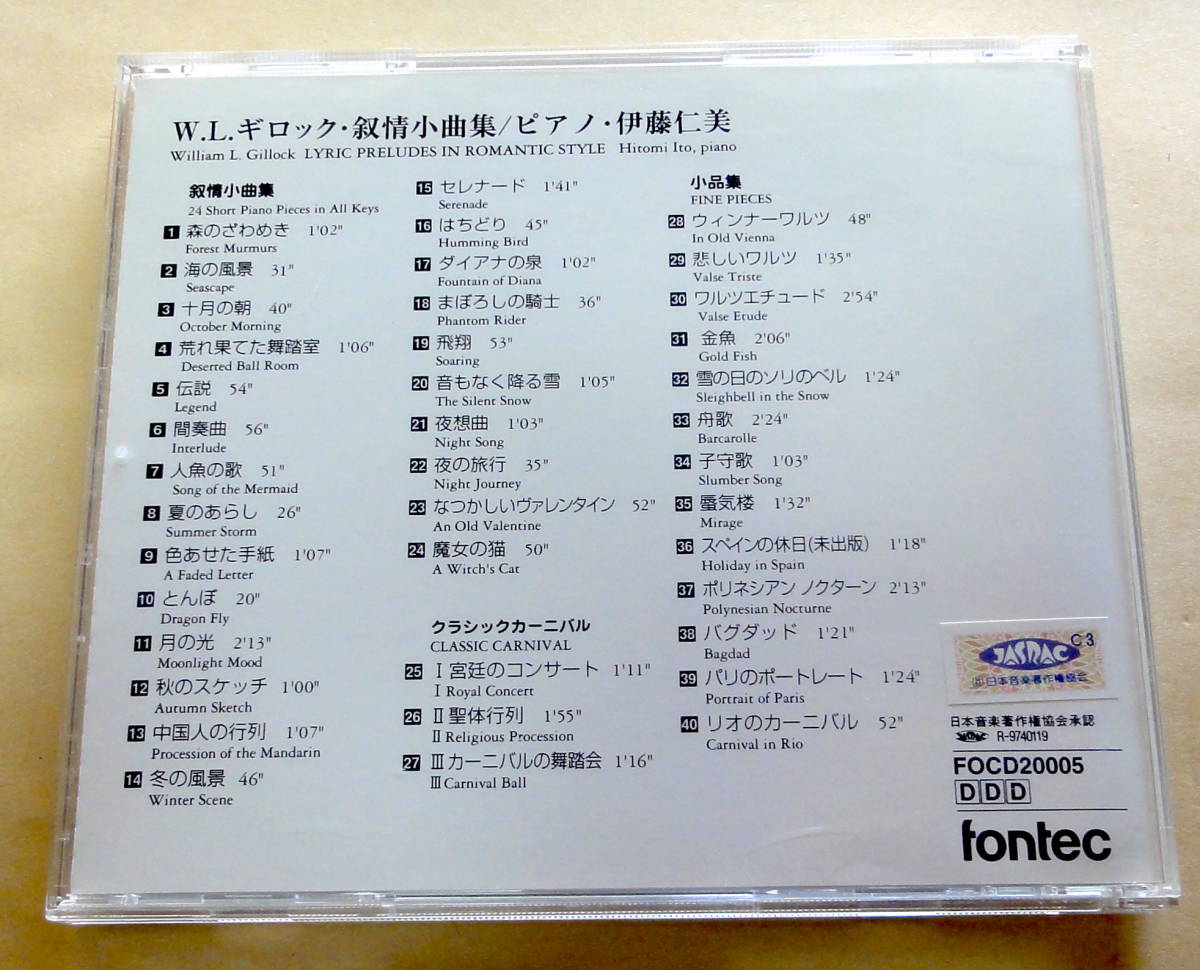 W.L.ギロック・叙情小曲集/ピアノ・伊藤仁美
William L. Gillock LYRIC PRELUDES IN ROMANTIC STYLE Hitomi Ito, piano
叙情小曲集
24 Short Piano Pieces in All Keys
1 森のざわめき 1'02"
Forest Murmurs
2 海の風景 31"
Seascape
3 十月の朝 40"
October Morning
4 荒れ果てた舞踏室 1'06"
Deserted Ball Room
5 伝説 54"
Legend
6 間奏曲 56"
Interlude
7 人魚の歌 51"
Song of the Mermaid
8 夏のあらし 26"
Summer Storm
9 色あせた手紙 1'07"
A Faded Letter
10 とんぼ 20"
Dragon Fly
11 月の光 2'13"
Moonlight Mood
12 秋のスケッチ 1'00"
Autumn Sketch
13 中国人の行列 1'07"
Procession of the Mandarin
14 冬の風景 46"
Winter Scene
15 セレナード 1'41"
Serenade
16 はちどり 45"
Humming Bird
17 ダイアナの泉 1'02"
Fountain of Diana
18 まぼろしの騎士 36"
Phantom Rider
19 飛翔 53"
Soaring
20 音もなく降る雪 1'05"
The Silent Snow
21 夜想曲 1'03"
Night Song
22 夜の旅行 35"
Night Journey
23 なつかしいヴァレンタイン 52"
An Old Valentine
24 魔女の猫 50"
A Witch's Cat
クラシックカーニバル
CLASSIC CARNIVAL
25 Ⅰ宮廷のコンサート 1'11"
Ⅰ Royal Concert
26 Ⅱ聖体行列 1'55"
Ⅱ Religious Procession
27 Ⅲカーニバルの舞踏会 1'16"
Ⅲ Carnival Ball
小品集
FINE PIECES
28 ウィンナーワルツ 48"
In Old Vienna
29 悲しいワルツ 1'35"
Valse Triste
30 ワルツエチュード 2'54"
Valse Etude
31 金魚 2'06"
Gold Fish
32 雪の日のソリのベル 1'24"
Sleighbell in the Snow
33 舟歌 2'24"
Barcarolle
34 子守歌 1'03"
Slumber Song
35 蜃気楼 1'32"
Mirage
36 スペインの休日(未出版) 1'18"
Holiday in Spain
37 ポリネシアン ノクターン 2'13"
Polynesian Nocturne
38 バグダッド 1'21"
Bagdad
39 パリのポートレート 1'24"
Portrait of Paris
40 リオのカーニバル 52"
Carnival in Rio
C3
JASRAC
(社)日本音楽著作権協会
日本音楽著作権協会承認
R-9740119
FOCD20005
DDD
fontec